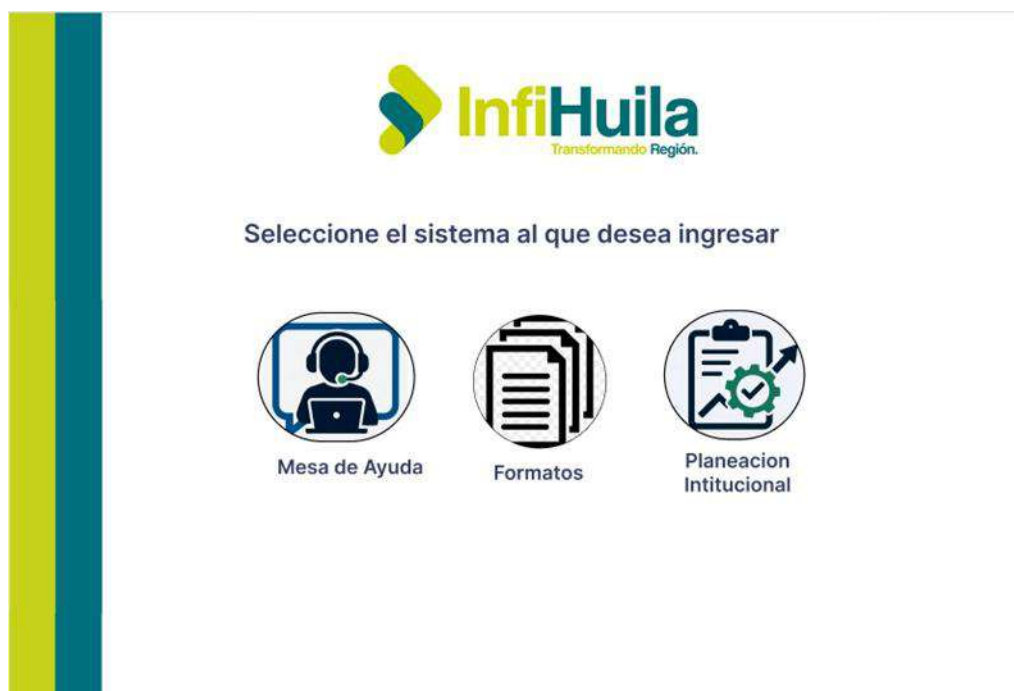 InfiHuila
Transformando Región.
Seleccione el sistema al que desea ingresar
Mesa de Ayuda
Formatos
Planeacion
Intitucional